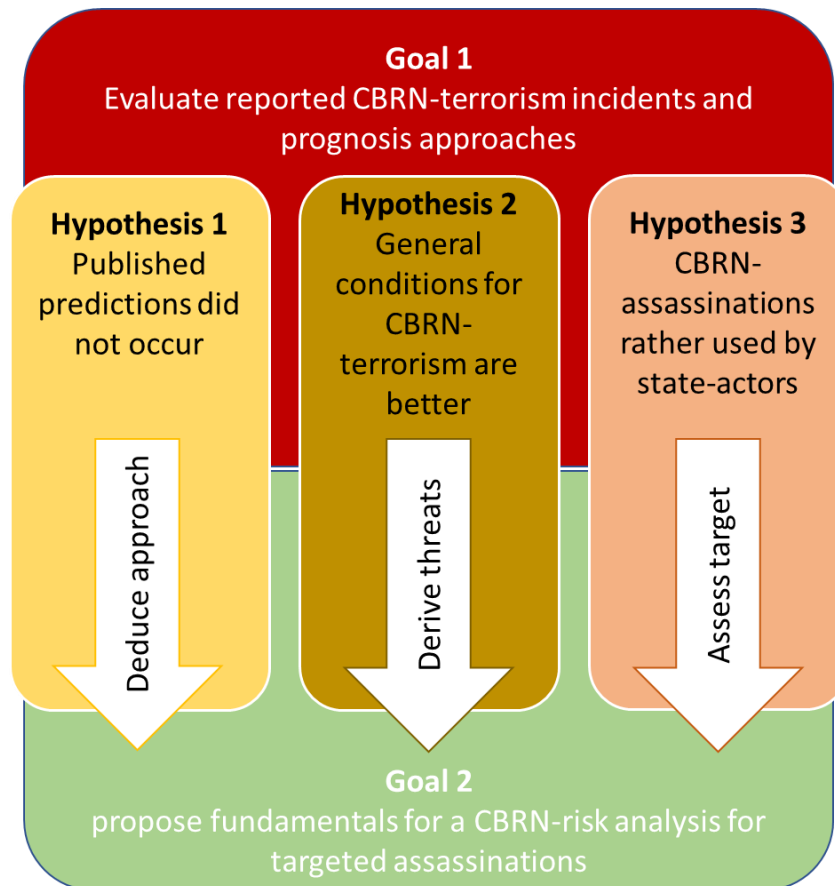 Goal 1
Evaluate reported CBRN-terrorism incidents and
prognosis approaches
Hypothesis 1
Published
predictions did
not occur
Hypothesis 2
General
conditions for
CBRN-
terrorism are
better
Hypothesis 3
CBRN-
assassinations
rather used by
state-actors
Deduce approach
Derive threats
Assess target
Goal 2
propose fundamentals for a CBRN-risk analysis for
targeted assassinations